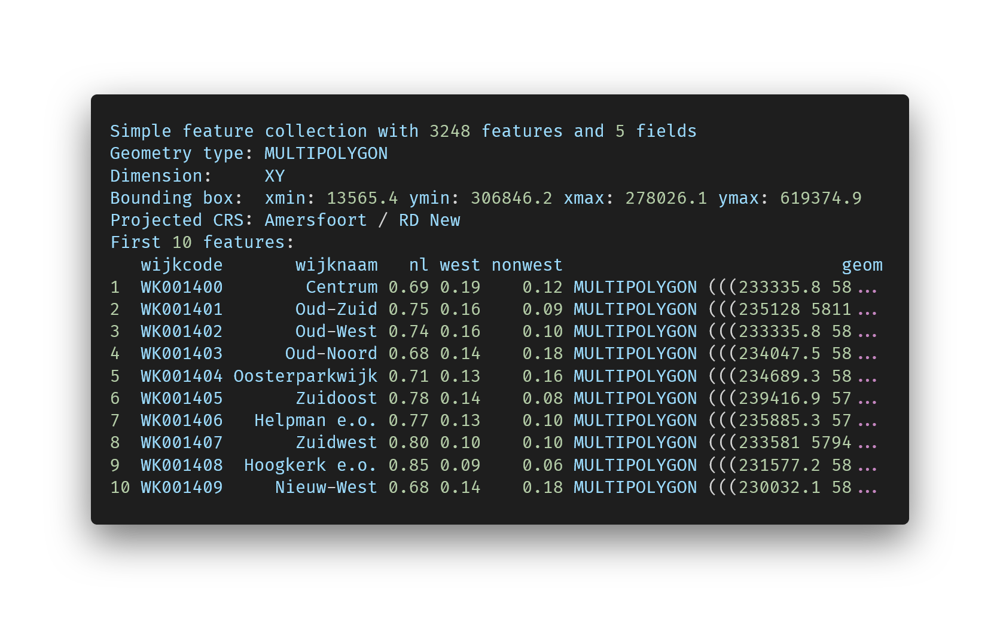 Simple feature collection with 3248 features and 5 fields
Geometry type: MULTIPOLYGON
Dimension:     XY
Bounding box:  xmin: 13565.4 ymin: 306846.2 xmax: 278026.1 ymax: 619374.9
Projected CRS: Amersfoort / RD New
First 10 features:
   wijkcode       wijknaam   nl west nonwest                           geom
1  WK001400        Centrum 0.69 0.19    0.12 MULTIPOLYGON (((233335.8 58...
2  WK001401       Oud-Zuid 0.75 0.16    0.09 MULTIPOLYGON (((235128 5811...
3  WK001402       Oud-West 0.74 0.16    0.10 MULTIPOLYGON (((233335.8 58...
4  WK001403      Oud-Noord 0.68 0.14    0.18 MULTIPOLYGON (((234047.5 58...
5  WK001404 Oosterparkwijk 0.71 0.13    0.16 MULTIPOLYGON (((234689.3 58...
6  WK001405       Zuidoost 0.78 0.14    0.08 MULTIPOLYGON (((239416.9 57...
7  WK001406   Helpman e.o. 0.77 0.13    0.10 MULTIPOLYGON (((235885.3 57...
8  WK001407       Zuidwest 0.80 0.10    0.10 MULTIPOLYGON (((233581 5794...
9  WK001408  Hoogkerk e.o. 0.85 0.09    0.06 MULTIPOLYGON (((231577.2 58...
10 WK001409     Nieuw-West 0.68 0.14    0.18 MULTIPOLYGON (((230032.1 58...